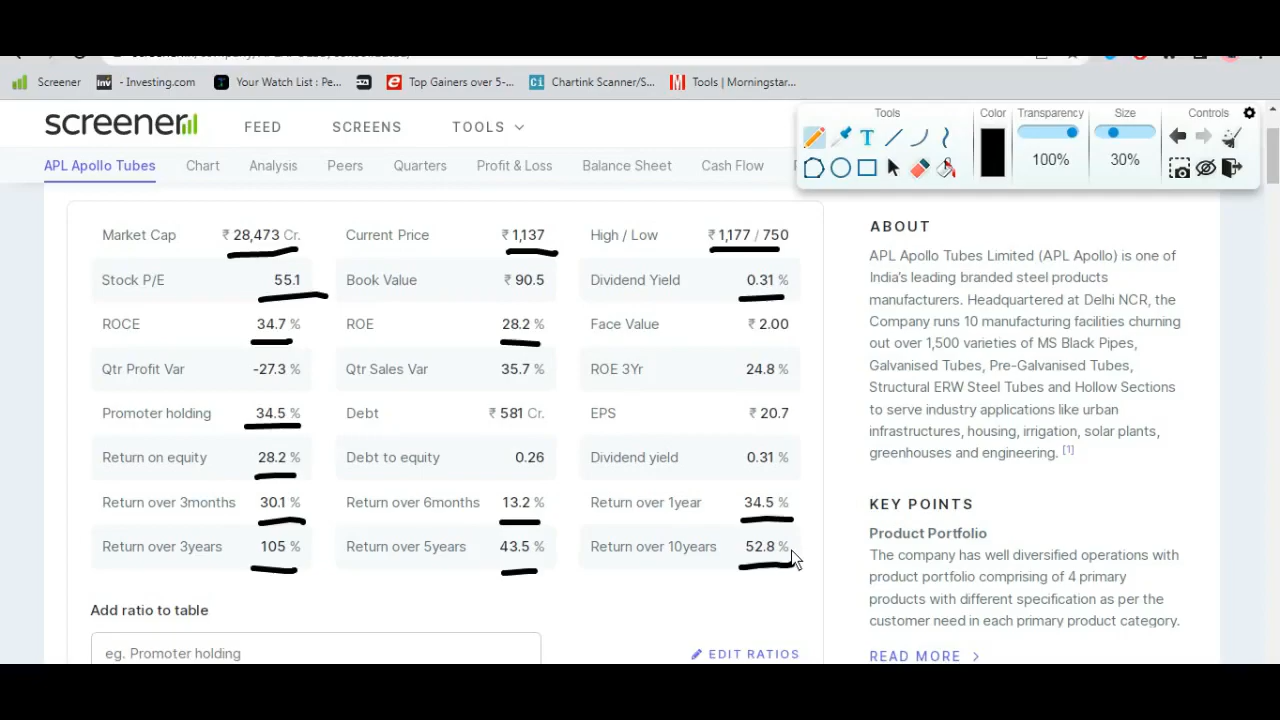 Screener
Inv - Investing.com
Your Watch List : Pe...
Top Gainers over 5-...
Ci Chartink Scanner/S...
M Tools | Morningstar...
screener
FEED SCREENS TOOLS
Tools Color Transparency Size Controls
T
100% 30%
APL Apollo Tubes Chart Analysis Peers Quarters Profit & Loss Balance Sheet Cash Flow
Market Cap ₹ 28,473 Cr. Current Price ₹ 1,137 High / Low ₹ 1,177 / 750
Stock P/E 55.1 Book Value ₹ 90.5 Dividend Yield 0.31 %
ROCE 34.7 % ROE 28.2 % Face Value ₹ 2.00
Qtr Profit Var -27.3 % Qtr Sales Var 35.7 % ROE 3Yr 24.8 %
Promoter holding 34.5 % Debt ₹ 581 Cr. EPS ₹ 20.7
Return on equity 28.2 % Debt to equity 0.26 Dividend yield 0.31 %
Return over 3months 30.1 % Return over 6months 13.2 % Return over 1year 34.5 %
Return over 3years 105 % Return over 5years 43.5 % Return over 10years 52.8 %
Add ratio to table
eg. Promoter holding
EDIT RATIOS
ABOUT
APL Apollo Tubes Limited (APL Apollo) is one of
India's leading branded steel products
manufacturers. Headquartered at Delhi NCR, the
Company runs 10 manufacturing facilities churning
out over 1,500 varieties of MS Black Pipes,
Galvanised Tubes, Pre-Galvanised Tubes,
Structural ERW Steel Tubes and Hollow Sections
to serve industry applications like urban
infrastructures, housing, irrigation, solar plants,
greenhouses and engineering. [1]
KEY POINTS
Product Portfolio
The company has well diversified operations with
product portfolio comprising of 4 primary
products with different specification as per the
customer need in each primary product category.
READ MORE